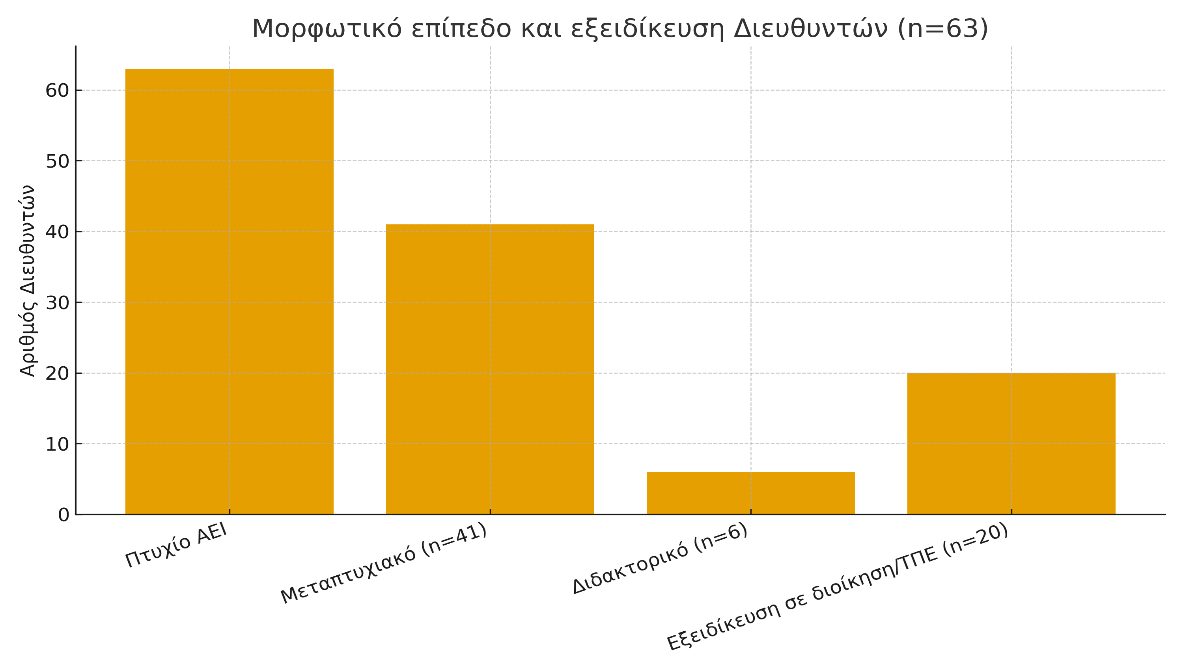 Μορφωτικό επίπεδο και εξειδίκευση Διευθυντών (n=63)
Αριθμός Διευθυντών
60
50
40
30
20
10
0
Πτυχίο ΑΕΙ
Μεταπτυχιακό (n=41)
Διδακτορικό (n=6)
Εξειδίκευση σε διοίκηση/ΤΠΕ (n=20)